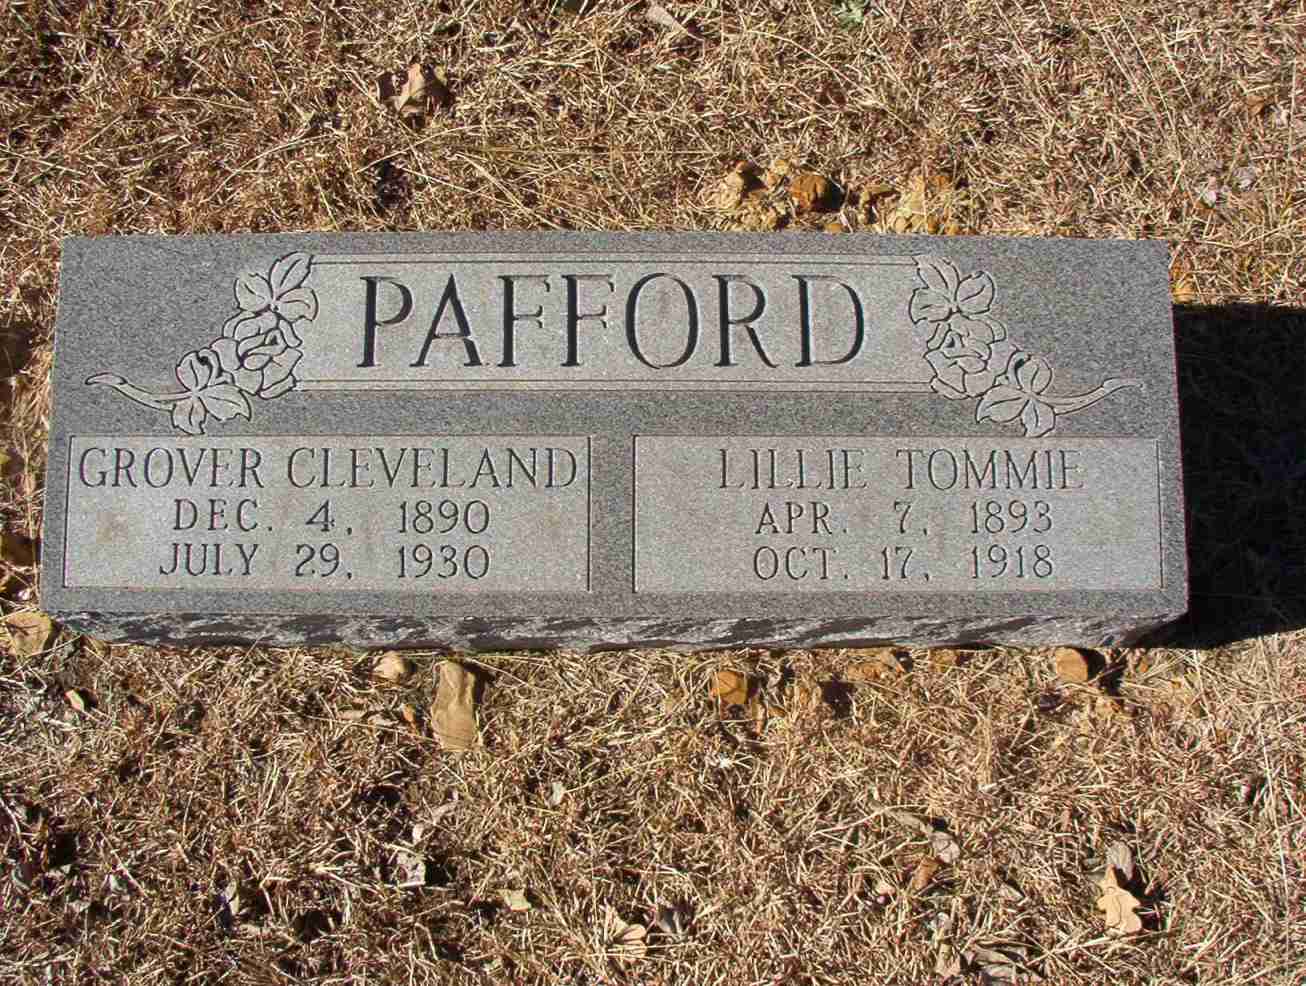 PAFFORD
GROVER CLEVELAND
DEC. 4, 1890
JULY 29, 1930
LILLIE TOMMIE
APR. 7, 1893
OCT. 17, 1918